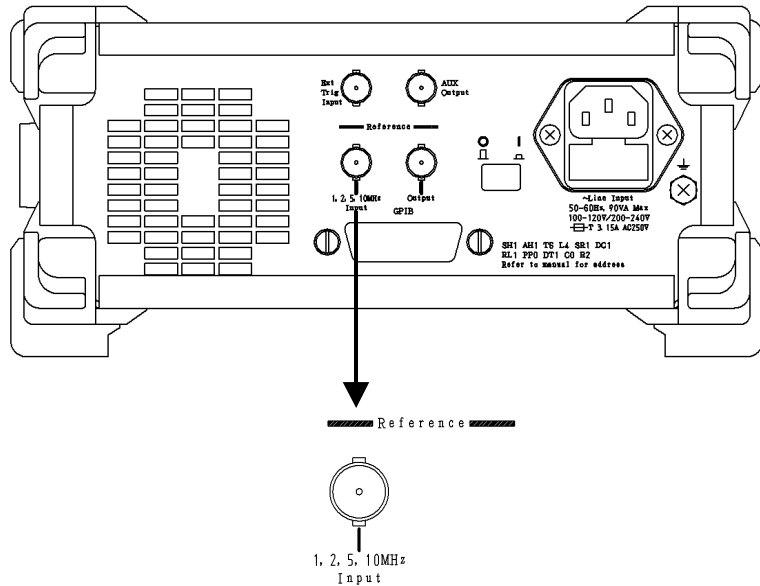 Ext
Trig
Input
AUX
Output
Reference
1, 2, 5, 10MHz
Input
Output
GPIB
~Line Input
50-60Hz, 90VA Max
100-120V/200-240V
T 3. 15A AC250V
SH1 AH1 T5 L4 SR1 DC1
RL1 PP0 DT1 C0 E2
Refer to manual for address
Reference
1, 2, 5, 10MHz
Input